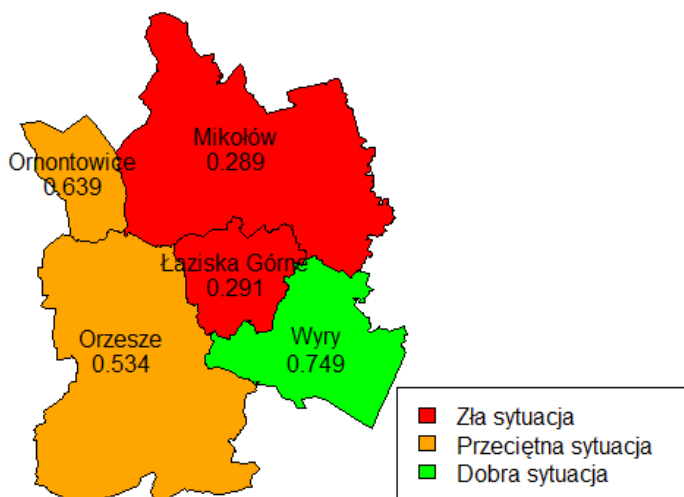 Mikołów
0.289
Ornontowice
0.639
Łaziska Górne
0.291
Orzesze
0.534
Wyry
0.749
Zła sytuacja
Przeciętna sytuacja
Dobra sytuacja